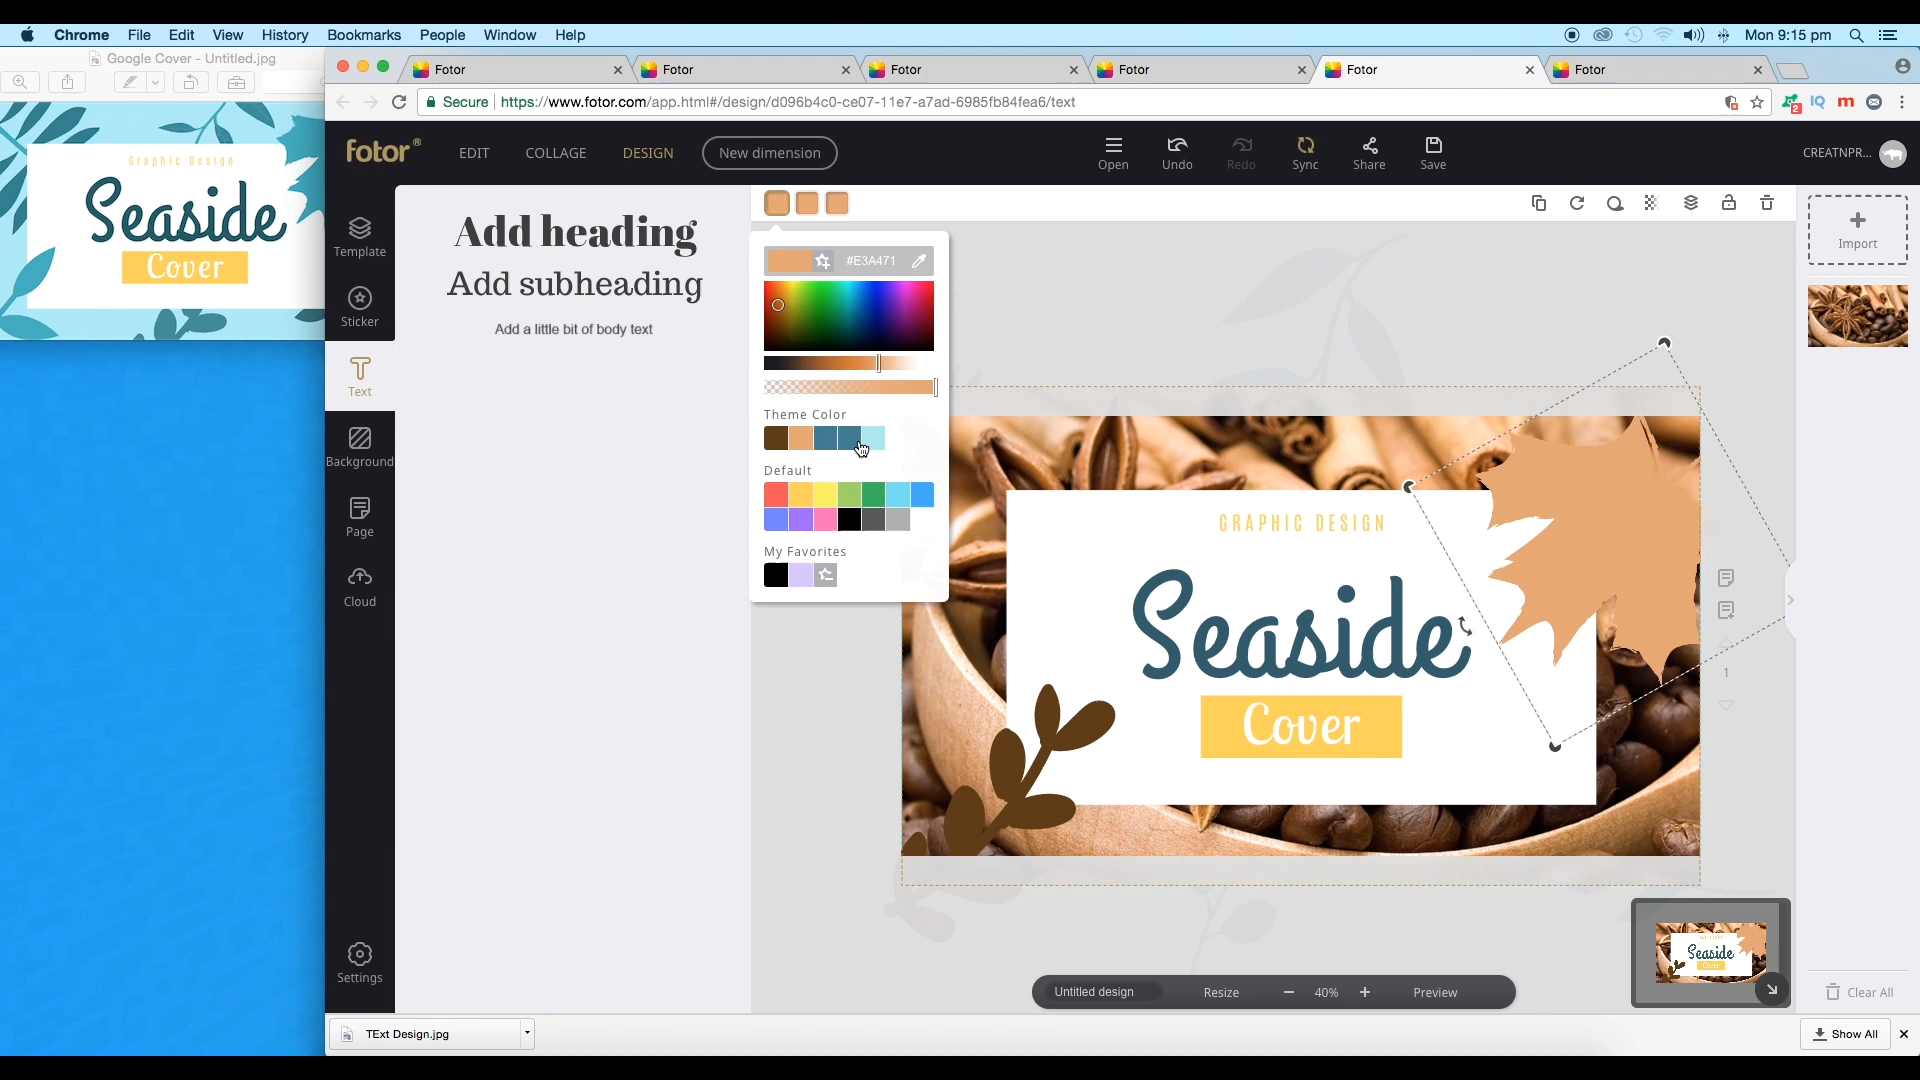 Chrome File Edit View History Bookmarks People Window Help
Mon 9:15 pm
Google Cover - Untitled.jpg
Graphic Design
Seaside
Cover
Fotor
Fotor
Fotor
Fotor
Fotor
Fotor
Secure https://www.fotor.com/app.html#/design/d096b4c0-ce07-11e7-a7ad-6985fb84fea6/text
2
IQ
m
fotor®
EDIT
COLLAGE
DESIGN
New dimension
Open
Undo
Redo
Sync
Share
Save
CREATNPR...
Template
Sticker
Text
Background
Page
Cloud
Settings
Add heading
Add subheading
Add a little bit of body text
#E3A471
Theme Color
Default
My Favorites
GRAPHIC DESIGN
Seaside
Cover
1
Import
Seaside
Untitled design
Resize
40%
Preview
Clear All
TExt Design.jpg
Show All